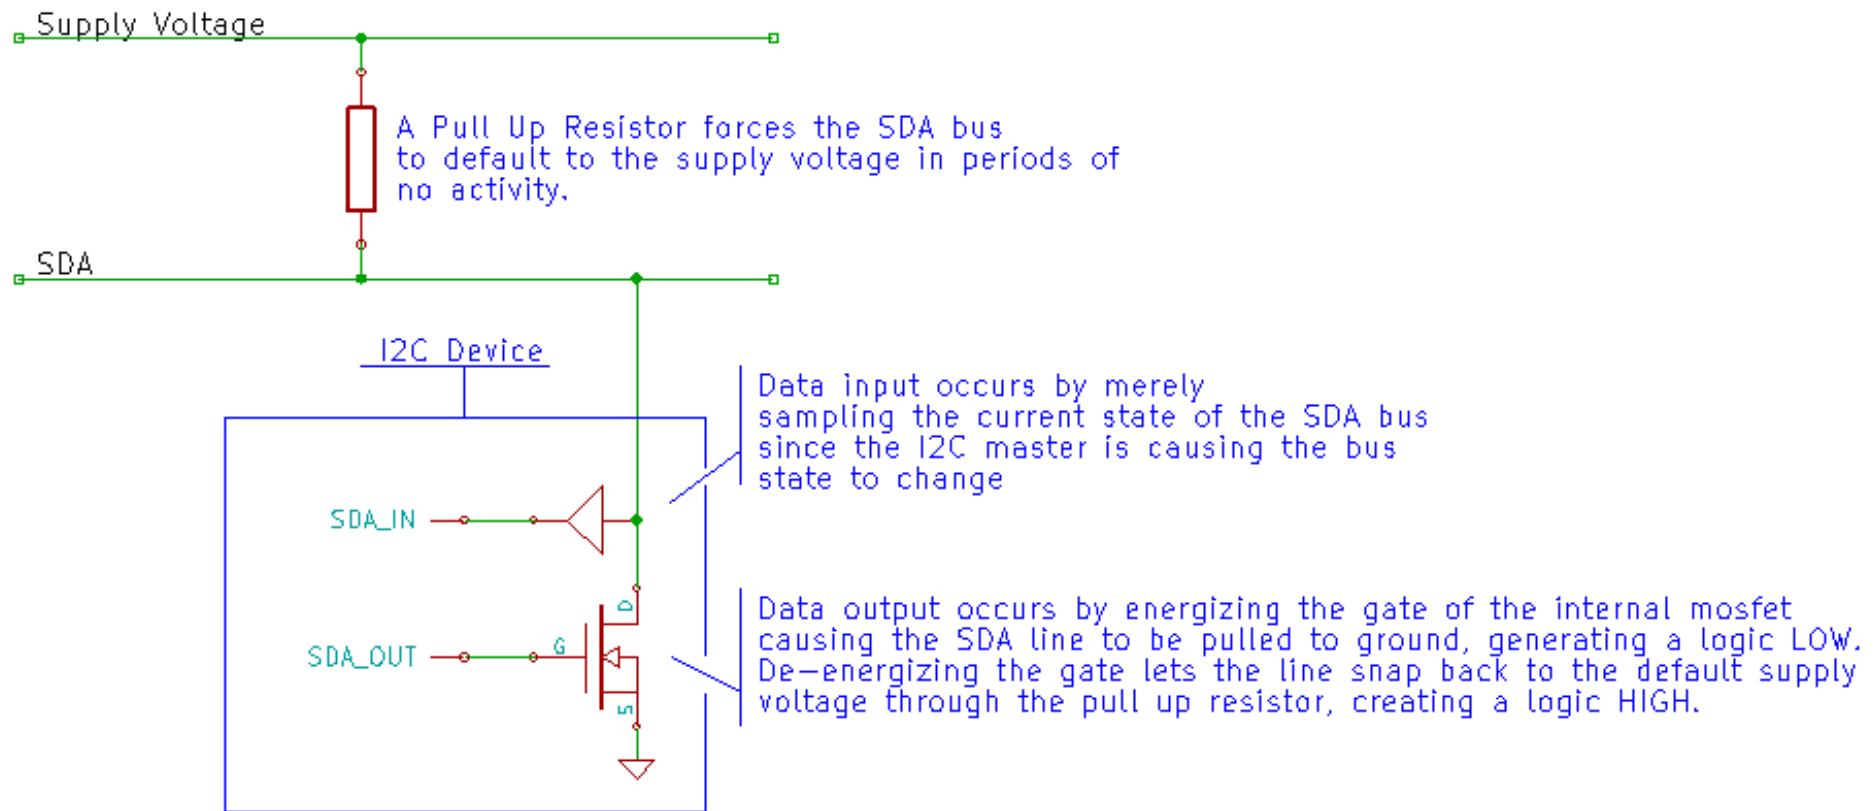 Supply Voltage
A Pull Up Resistor forces the SDA bus
to default to the supply voltage in periods of
no activity.
SDA
I2C Device
Data input occurs by merely
sampling the current state of the SDA bus
since the I2C master is causing the bus
state to change
SDA_IN
D
Data output occurs by energizing the gate of the internal mosfet
causing the SDA line to be pulled to ground, generating a logic LOW.
De-energizing the gate lets the line snap back to the default supply
voltage through the pull up resistor, creating a logic HIGH.
SDA_OUT
G
S